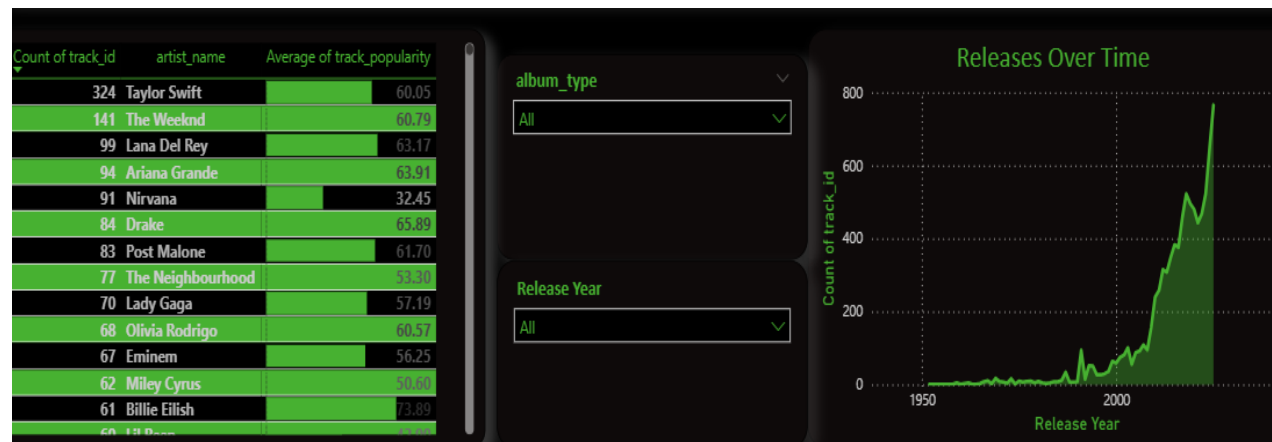 Count of track_id artist_name Average of track_popularity
324 Taylor Swift 60.05
141 The Weeknd 60.79
99 Lana Del Rey 63.17
94 Ariana Grande 63.91
91 Nirvana 32.45
84 Drake 65.89
83 Post Malone 61.70
77 The Neighbourhood 53.30
70 Lady Gaga 57.19
68 Olivia Rodrigo 60.57
67 Eminem 56.25
62 Miley Cyrus 50.60
61 Billie Eilish 73.89
album_type
All
Release Year
All
Releases Over Time
Count of track_id
800
600
400
200
0
1950 2000
Release Year